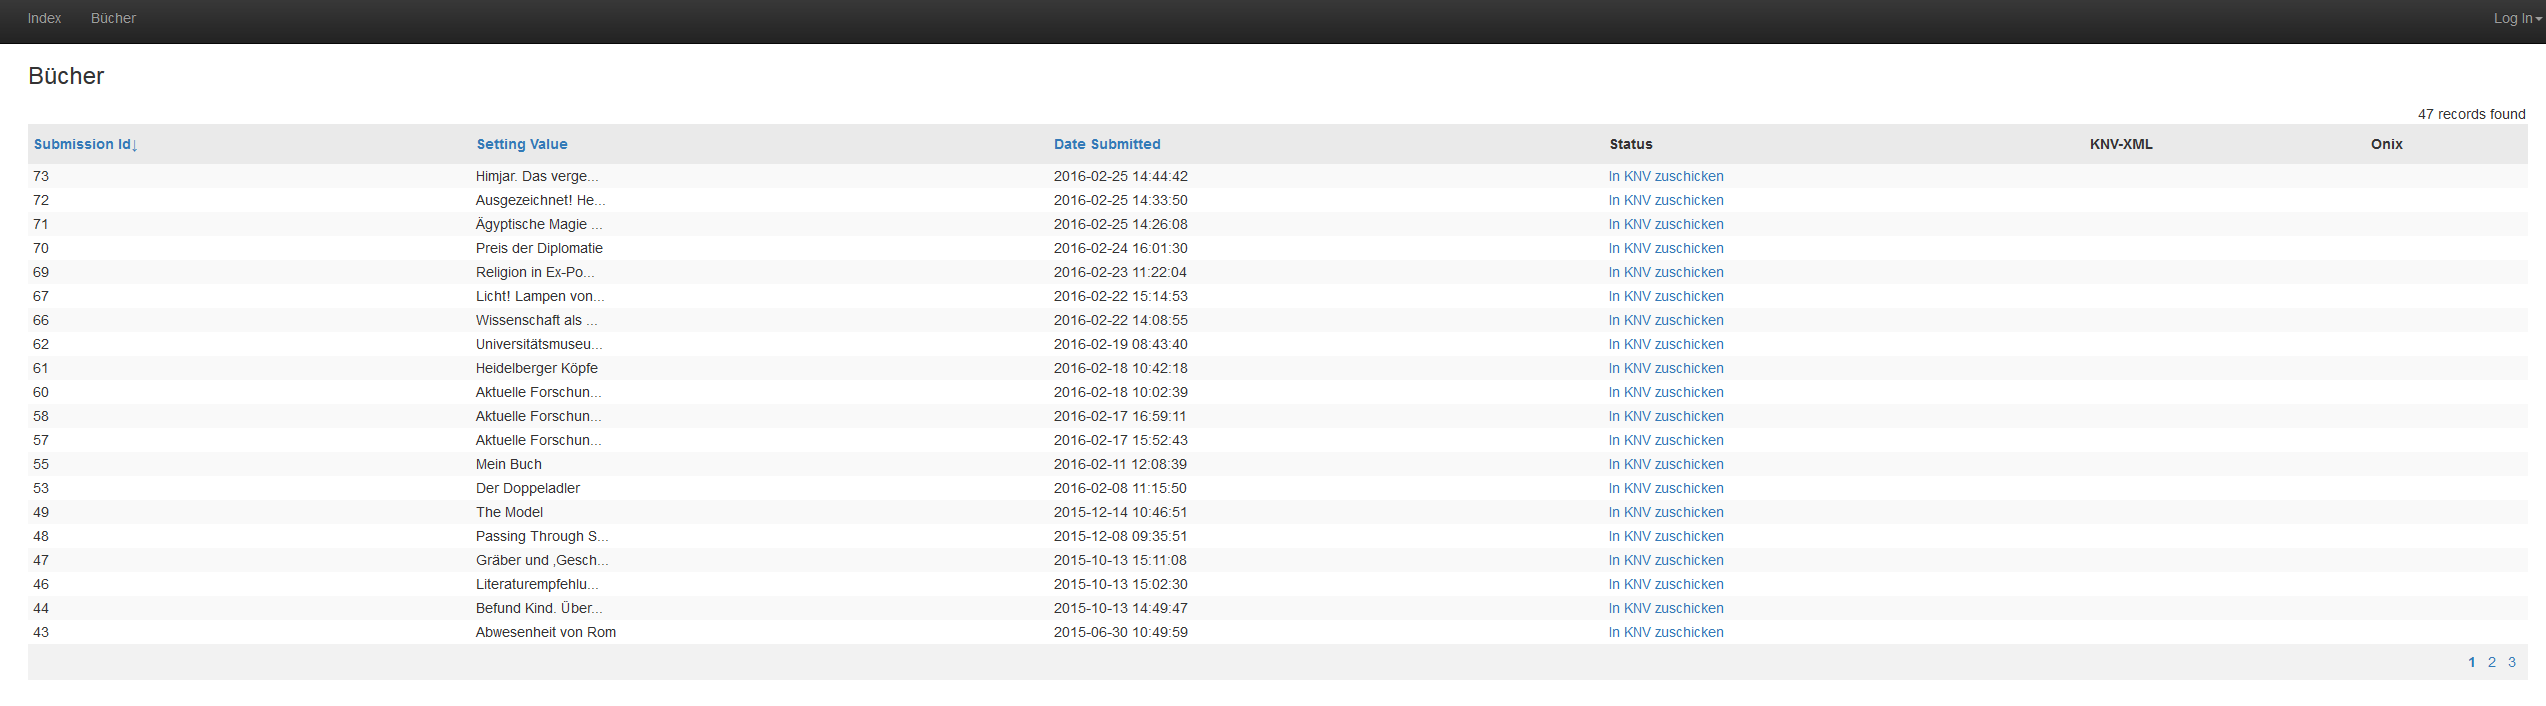 Index Bücher Log In
Bücher
47 records found
Submission Id↓ Setting Value Date Submitted Status KNV-XML Onix
73 Himjar. Das verge... 2016-02-25 14:44:42 In KNV zuschicken
72 Ausgezeichnet! He... 2016-02-25 14:33:50 In KNV zuschicken
71 Ägyptische Magie ... 2016-02-25 14:26:08 In KNV zuschicken
70 Preis der Diplomatie 2016-02-24 16:01:30 In KNV zuschicken
69 Religion in Ex-Po... 2016-02-23 11:22:04 In KNV zuschicken
67 Licht! Lampen von... 2016-02-22 15:14:53 In KNV zuschicken
66 Wissenschaft als ... 2016-02-22 14:08:55 In KNV zuschicken
62 Universitätsmuseu... 2016-02-19 08:43:40 In KNV zuschicken
61 Heidelberger Köpfe 2016-02-18 10:42:18 In KNV zuschicken
60 Aktuelle Forschun... 2016-02-18 10:02:39 In KNV zuschicken
58 Aktuelle Forschun... 2016-02-17 16:59:11 In KNV zuschicken
57 Aktuelle Forschun... 2016-02-17 15:52:43 In KNV zuschicken
55 Mein Buch 2016-02-11 12:08:39 In KNV zuschicken
53 Der Doppeladler 2016-02-08 11:15:50 In KNV zuschicken
49 The Model 2015-12-14 10:46:51 In KNV zuschicken
48 Passing Through S... 2015-12-08 09:35:51 In KNV zuschicken
47 Gräber und ‚Gesch... 2015-10-13 15:11:08 In KNV zuschicken
46 Literaturempfehlu... 2015-10-13 15:02:30 In KNV zuschicken
44 Befund Kind. Über... 2015-10-13 14:49:47 In KNV zuschicken
43 Abwesenheit von Rom 2015-06-30 10:49:59 In KNV zuschicken
1 2 3